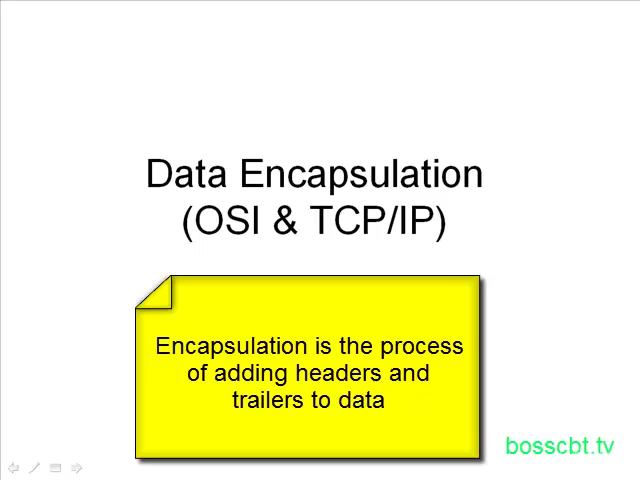 Data Encapsulation
(OSI & TCP/IP)
Encapsulation is the process
of adding headers and
trailers to data
bosscbt.tv